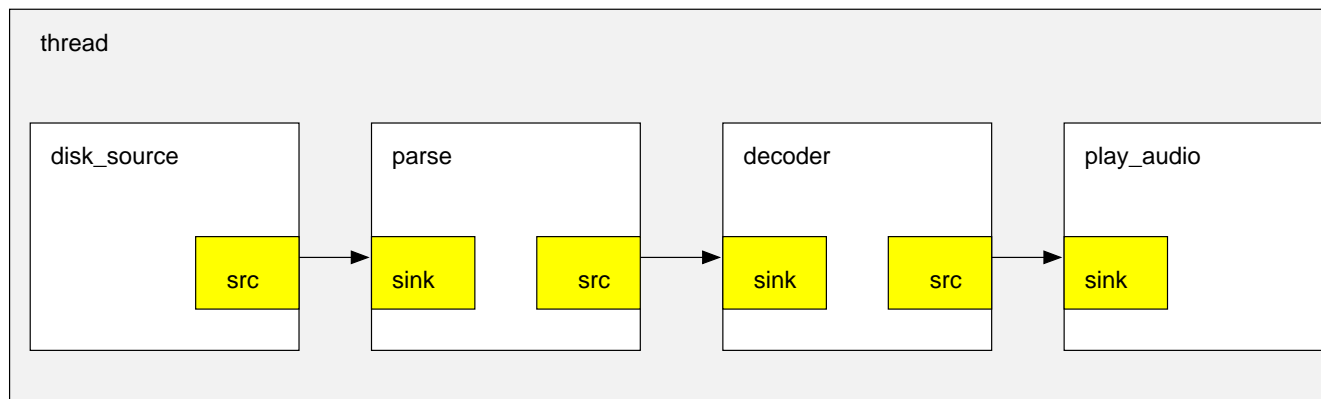 thread
disk_source
parse
decoder
play_audio
src
sink
src
sink
src
sink